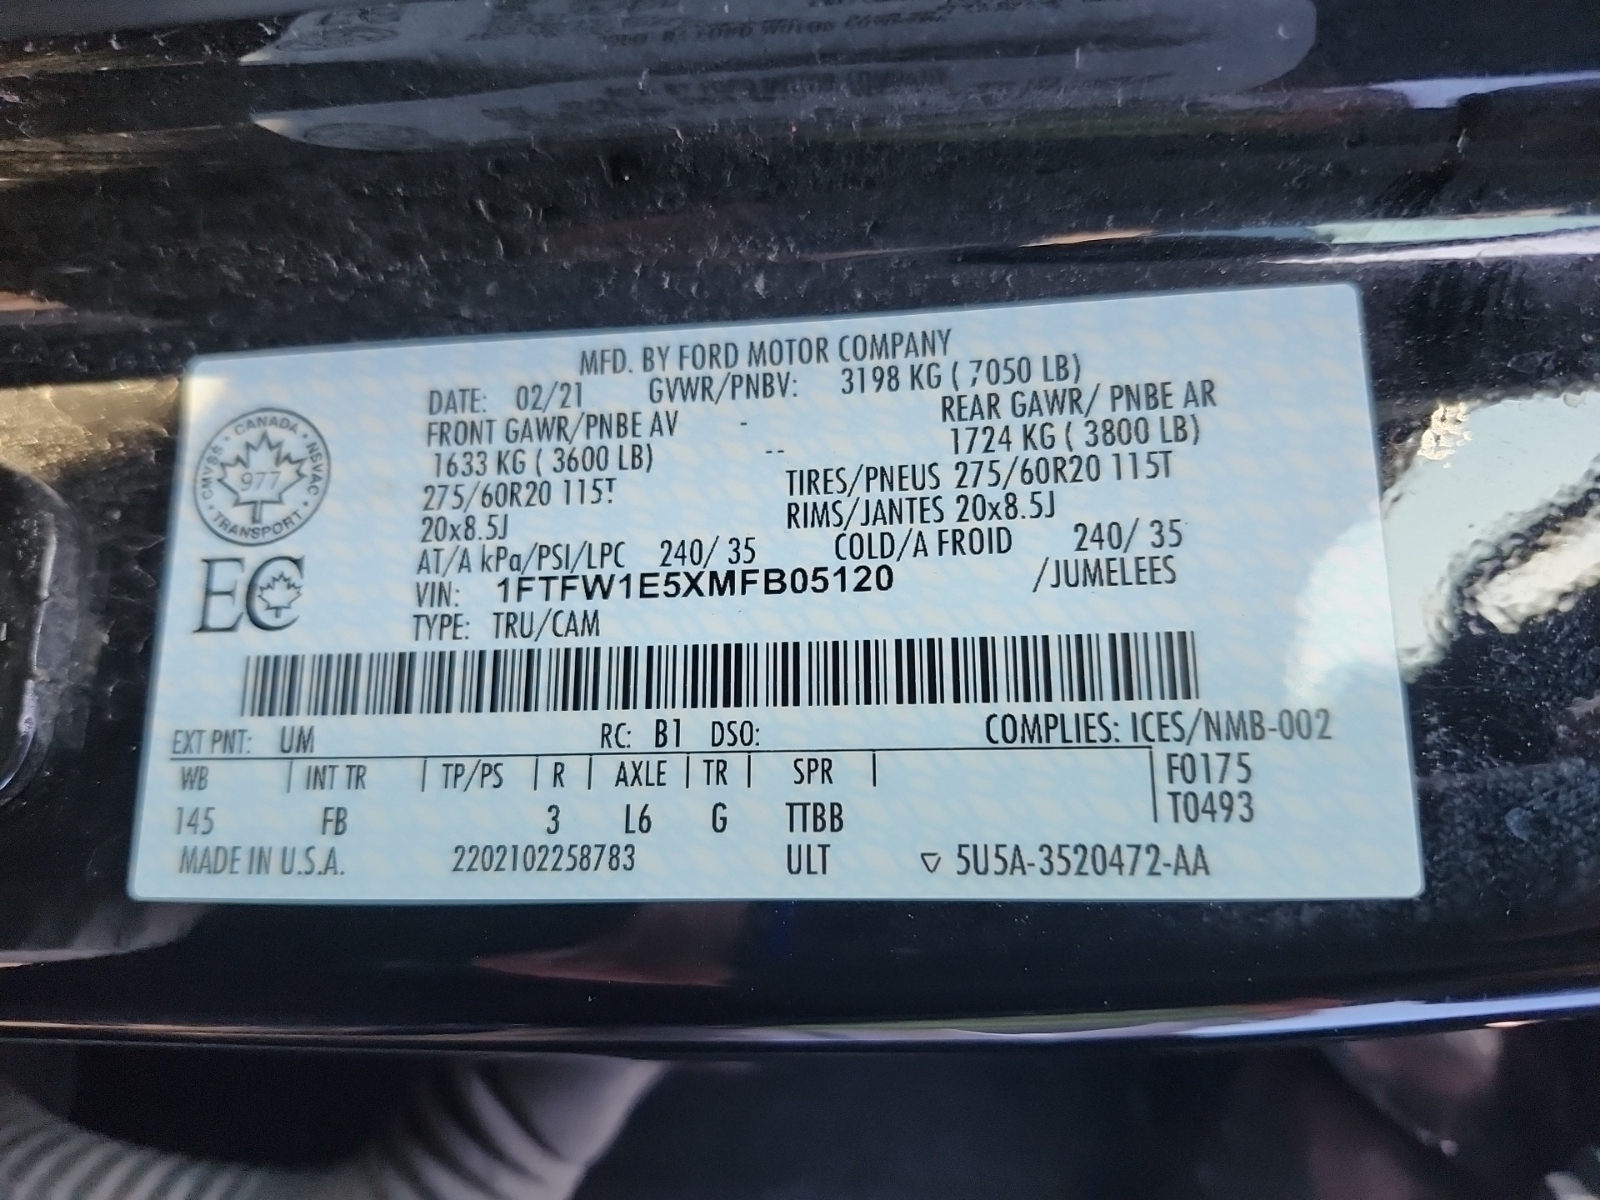 MFD. BY FORD MOTOR COMPANY
DATE: 02/21 GVWR/PNBV: 3198 KG ( 7050 LB)
FRONT GAWR/PNBE AV - REAR GAWR/ PNBE AR
1633 KG ( 3600 LB) -- 1724 KG ( 3800 LB)
275/60R20 115T TIRES/PNEUS 275/60R20 115T
20x8.5J RIMS/JANTES 20x8.5J
AT/A kPa/PSI/LPC 240/ 35 COLD/A FROID 240/ 35
VIN: 1FTFW1E5XMFB05120 /JUMELEES
TYPE: TRU/CAM
CANADA
CMVSS NSVAC
977
TRANSPORT
EC
EXT PNT: UM RC: B1 DSO: COMPLIES: ICES/NMB-002
WB | INT TR | TP/PS | R | AXLE | TR | SPR | F0175
145 FB 3 L6 G TTBB T0493
MADE IN U.S.A. 2202102258783 ULT ▽ 5U5A-3520472-AA